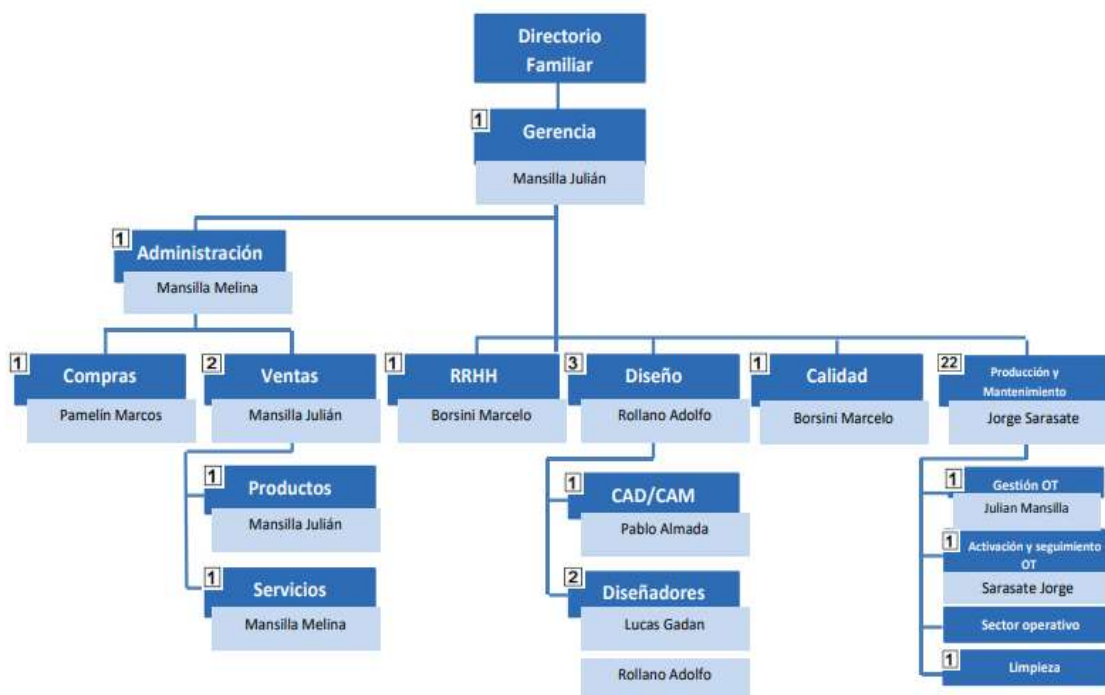 Directorio
Familiar
1
Gerencia
Mansilla Julián
1
Administración
Mansilla Melina
1
Compras
Pamelín Marcos
2
Ventas
Mansilla Julián
1
RRHH
Borsini Marcelo
3
Diseño
Rollano Adolfo
1
Calidad
Borsini Marcelo
22
Producción y
Mantenimiento
Jorge Sarasate
1
Productos
Mansilla Julián
1
Servicios
Mansilla Melina
1
CAD/CAM
Pablo Almada
2
Diseñadores
Lucas Gadan
Rollano Adolfo
1
Gestión OT
Julian Mansilla
1
Activación y seguimiento
OT
Sarasate Jorge
Sector operativo
1
Limpieza